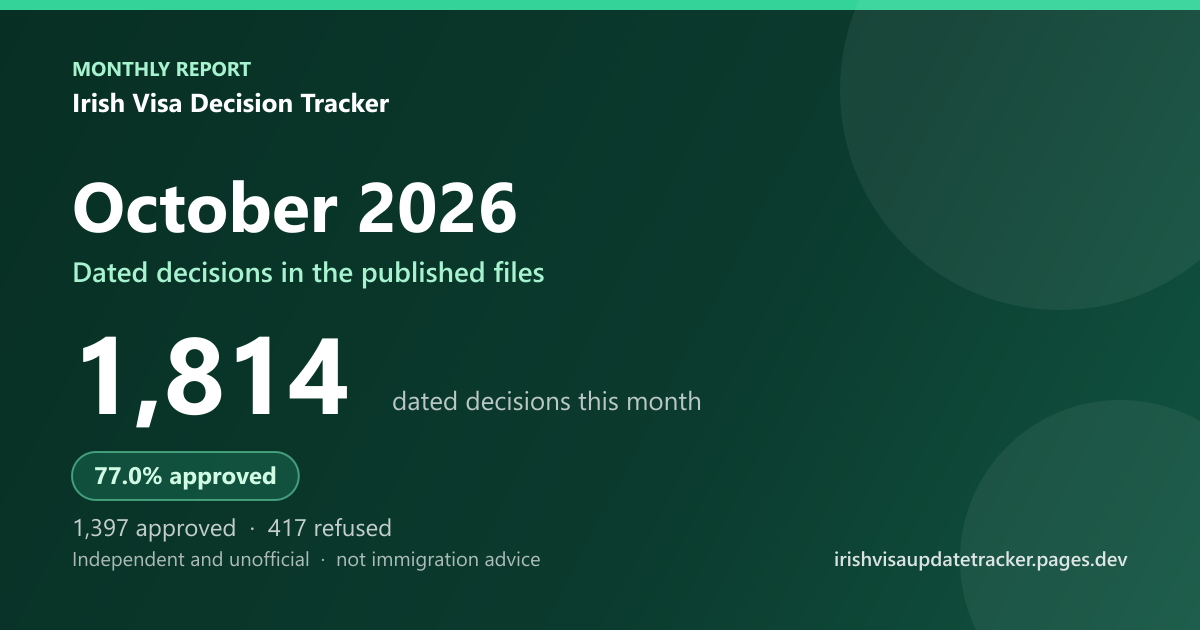 MONTHLY REPORT
Irish Visa Decision Tracker
October 2026
Dated decisions in the published files
1,814 dated decisions this month
77.0% approved
1,397 approved · 417 refused
Independent and unofficial · not immigration advice
irishvisaupdatetracker.pages.dev